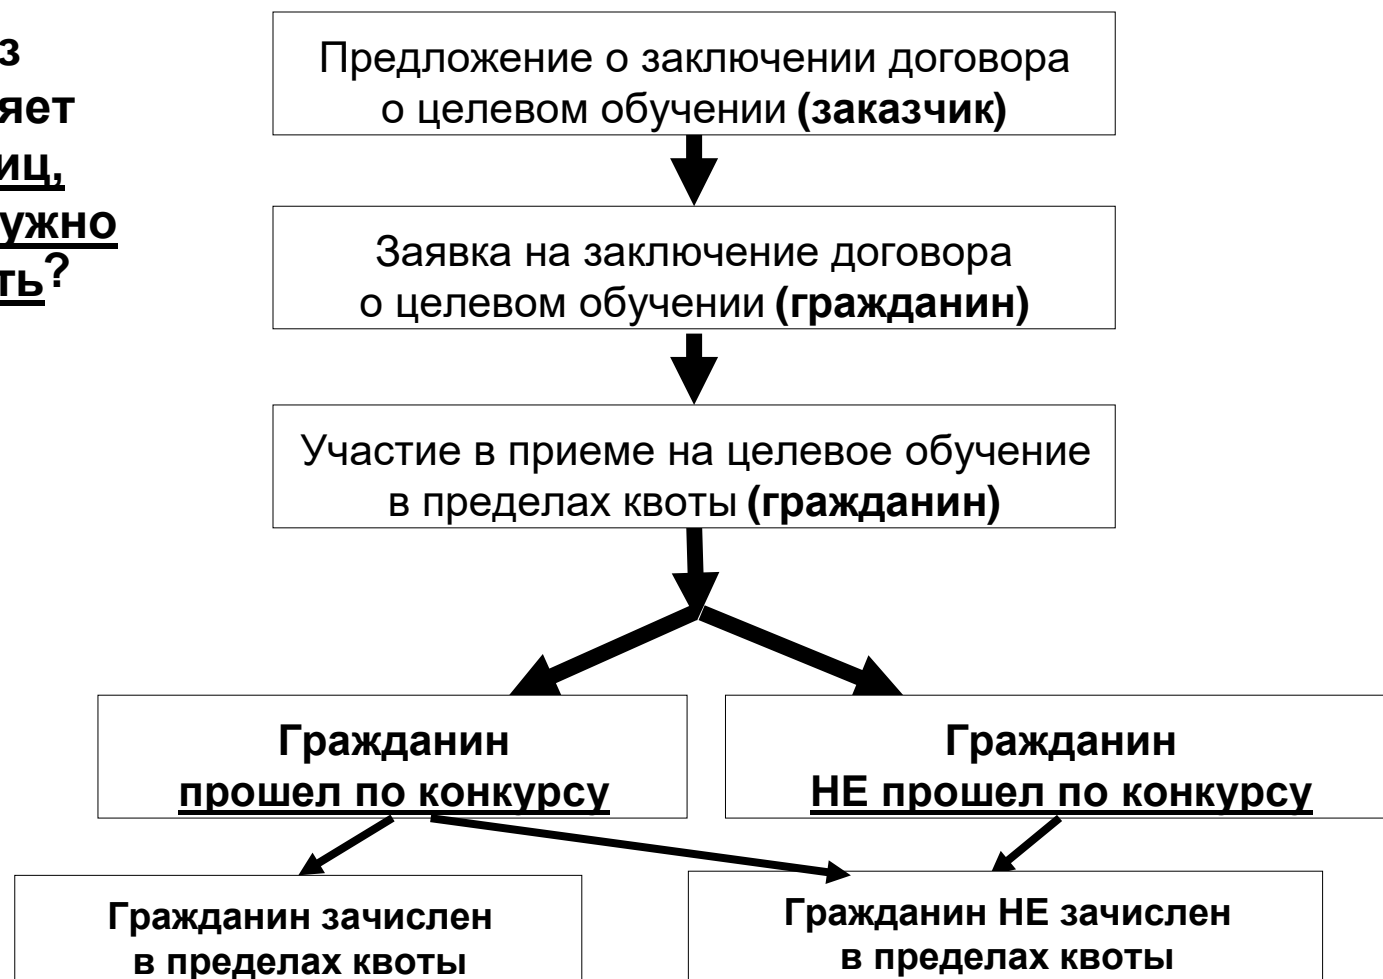 Предложение о заключении договора
о целевом обучении (заказчик)
Заявка на заключение договора
о целевом обучении (гражданин)
?
Участие в приеме на целевое обучение
в пределах квоты (гражданин)
Гражданин
прошел по конкурсу
Гражданин
НЕ прошел по конкурсу
Гражданин зачислен
в пределах квоты
Гражданин НЕ зачислен
в пределах квоты